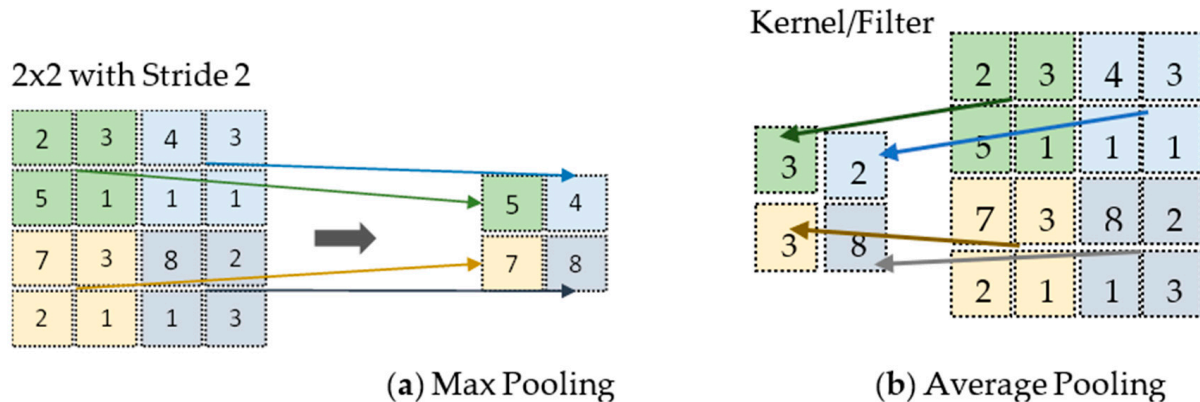 Kernel/Filter
2x2 with Stride 2
2 3 4 3
5 1 1 1
7 3 8 2
2 1 1 3
5 4
7 8
3 2
3 8
2 3 4 3
5 1 1 1
7 3 8 2
2 1 1 3
(a) Max Pooling
(b) Average Pooling